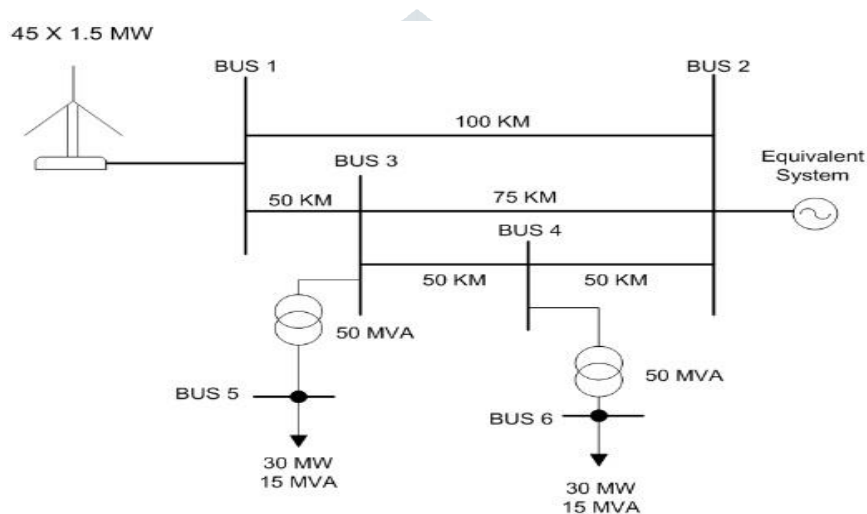 45 X 1.5 MW
BUS 1
BUS 2
100 KM
BUS 3
Equivalent
System
50 KM
75 KM
BUS 4
50 KM
50 KM
50 MVA
50 MVA
BUS 5
BUS 6
30 MW
15 MVA
30 MW
15 MVA